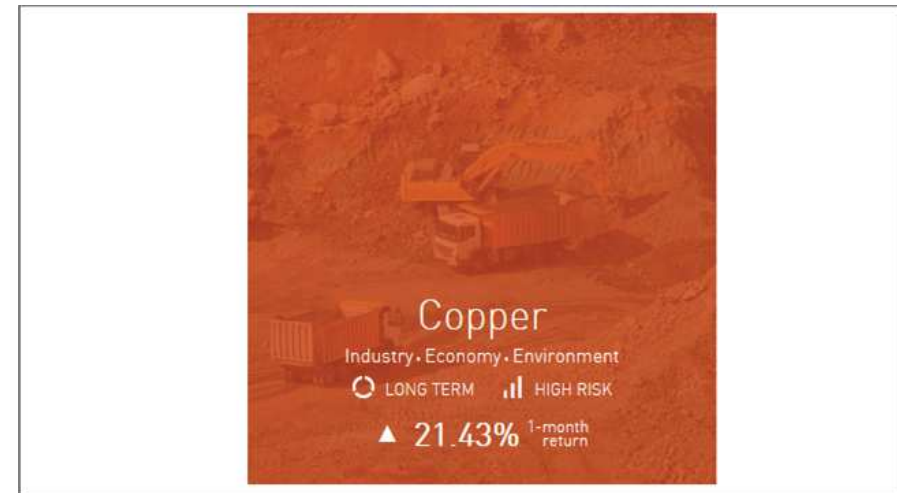 Copper
Industry • Economy • Environment
LONG TERM HIGH RISK
▲ 21.43% 1-month return